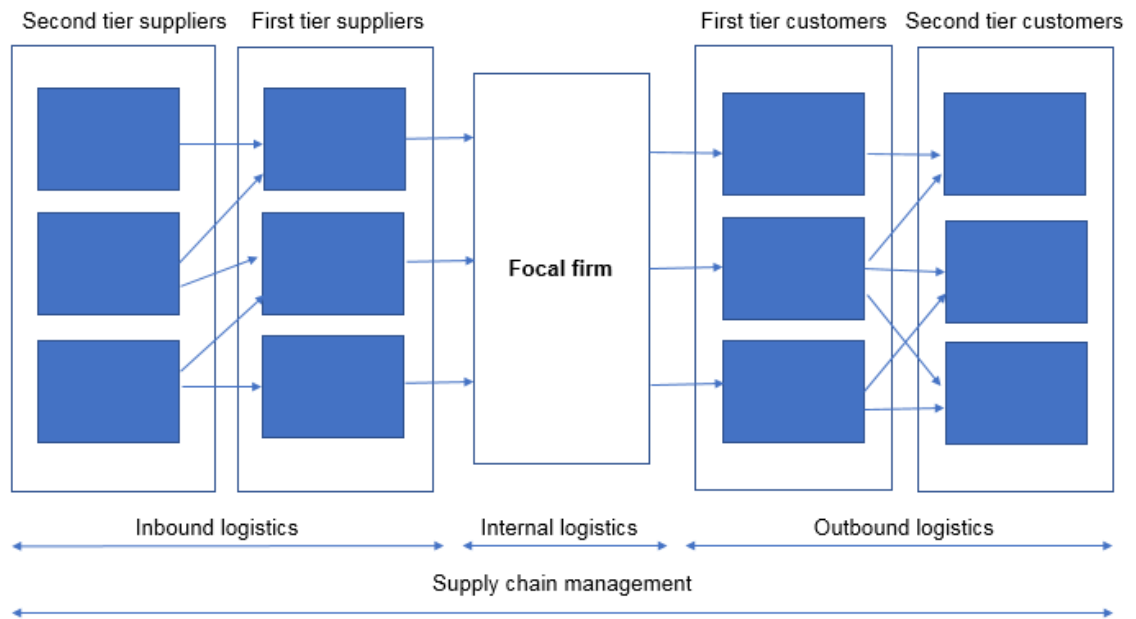 Second tier suppliers
First tier suppliers
First tier customers
Second tier customers
Focal firm
Inbound logistics
Internal logistics
Outbound logistics
Supply chain management